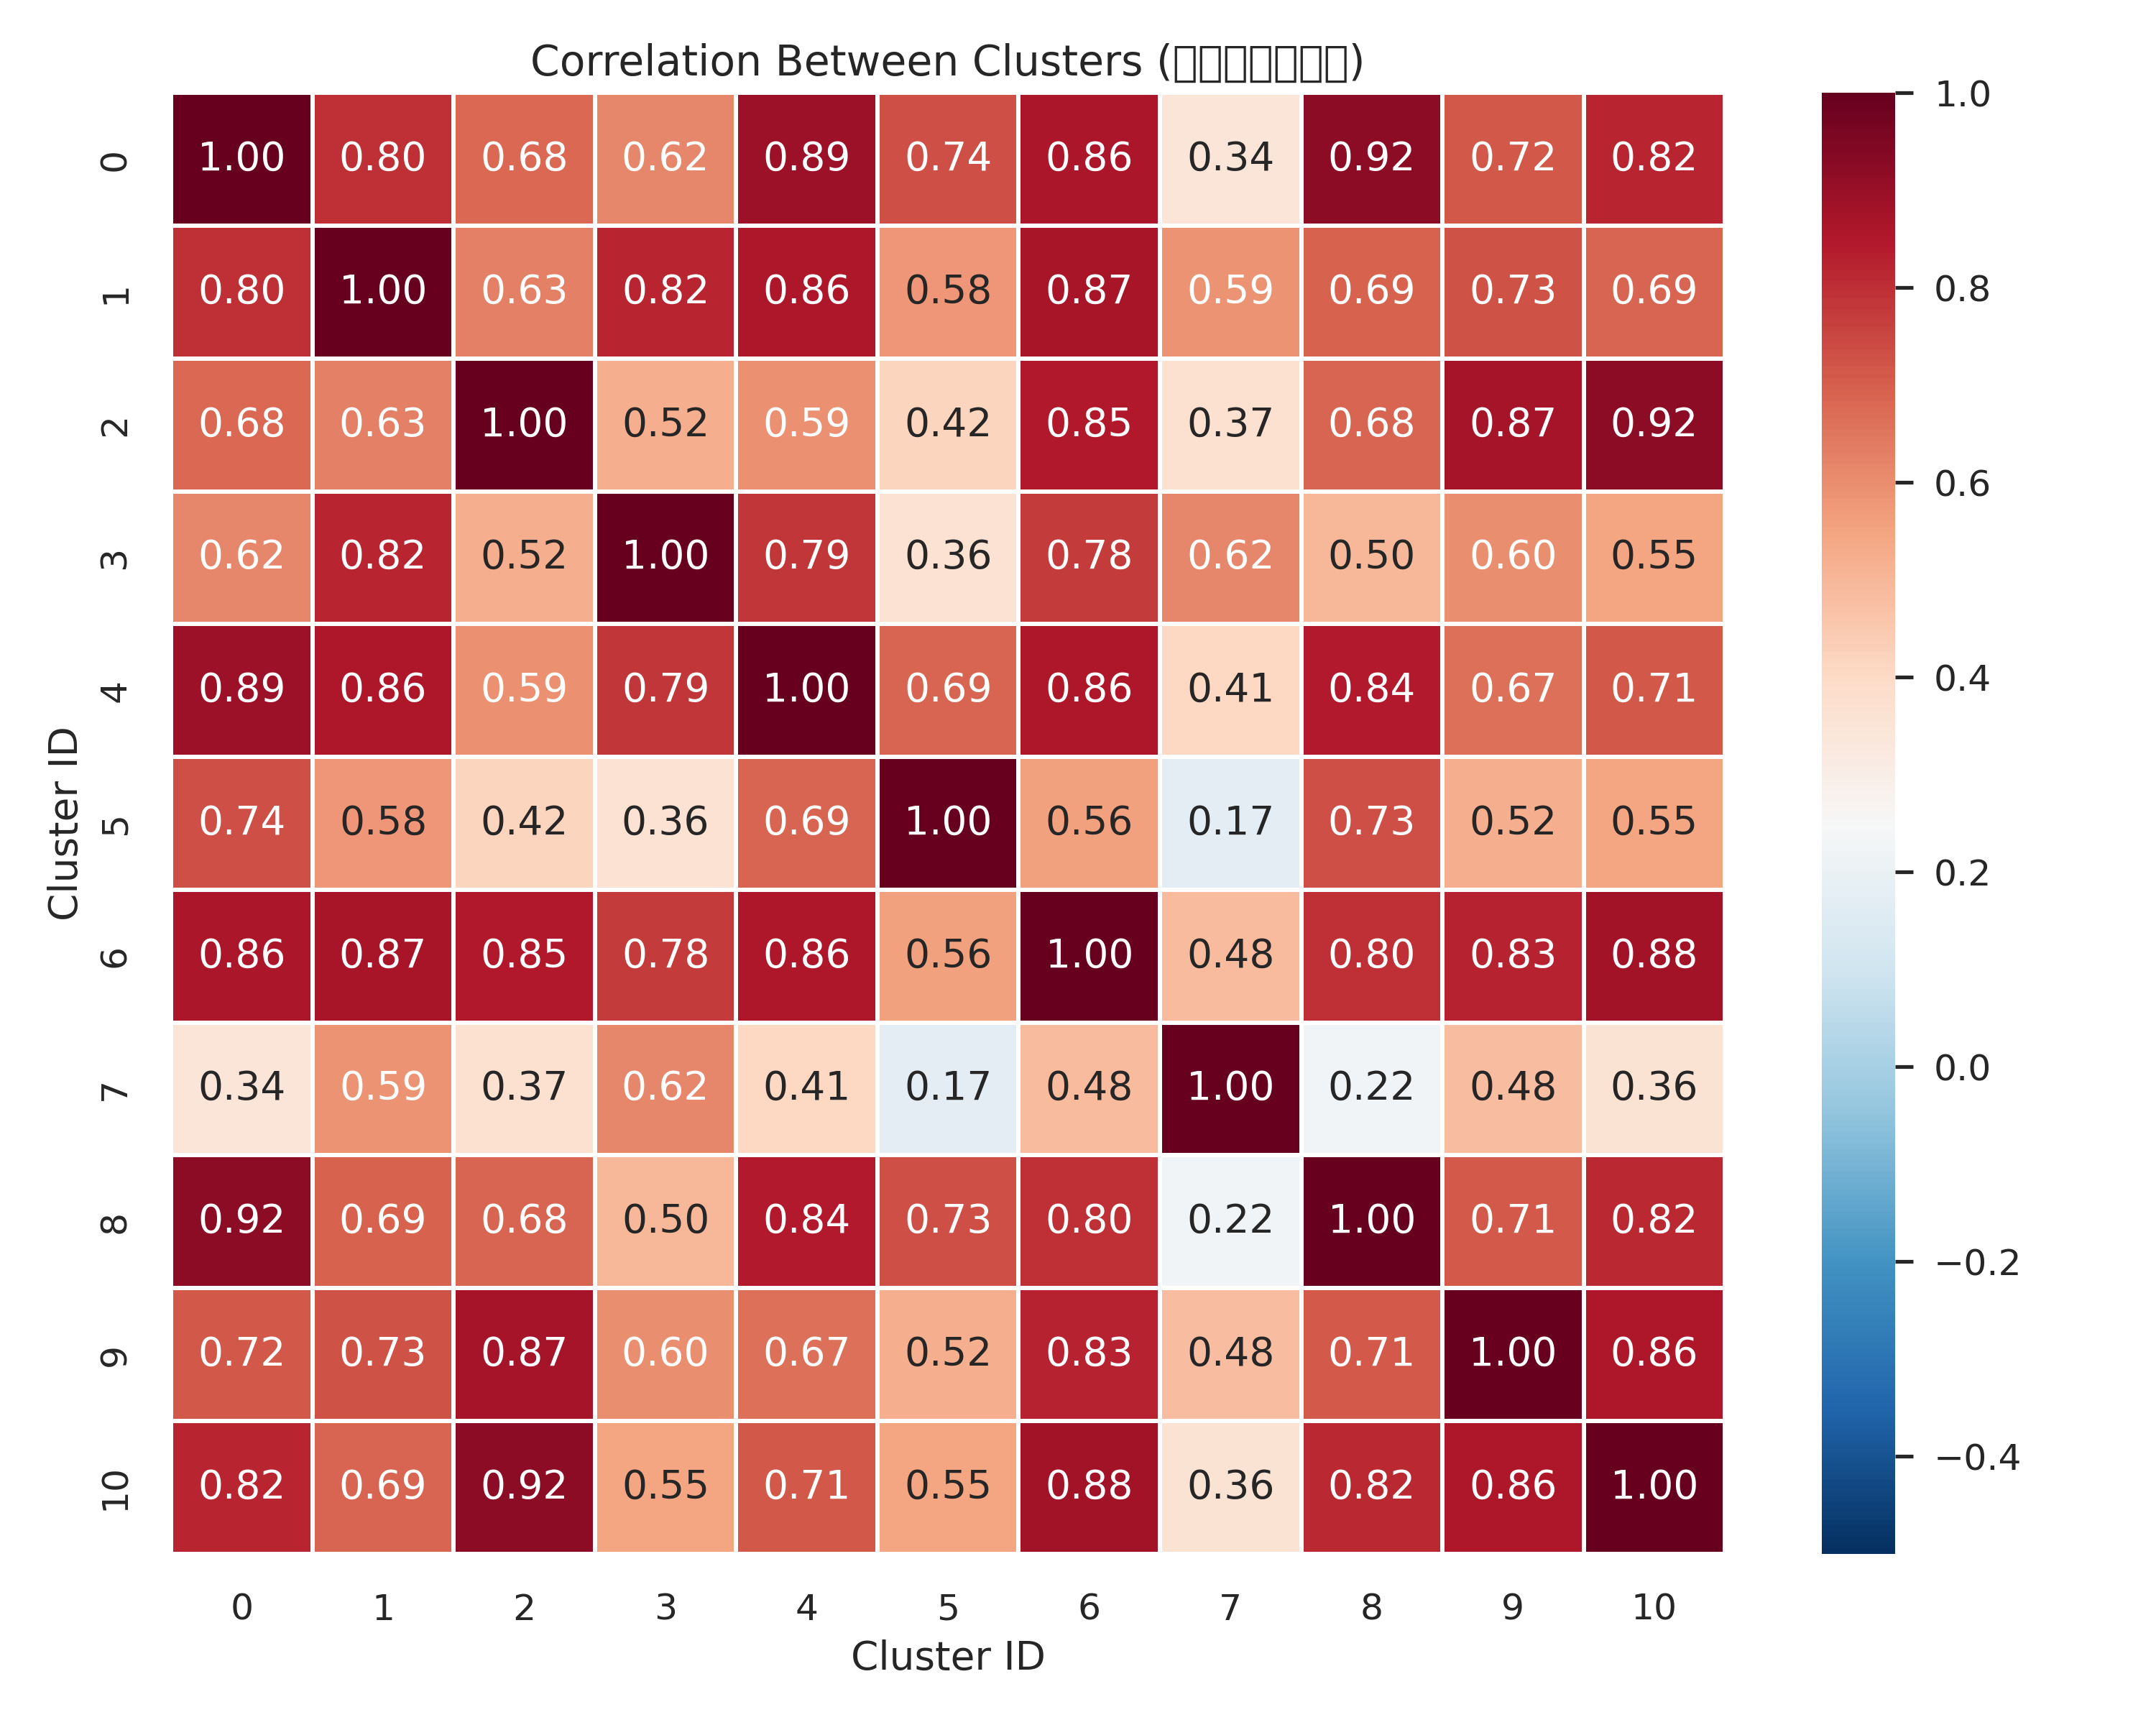 Correlation Between Clusters (□□□□□□□)
0 1.00 0.80 0.68 0.62 0.89 0.74 0.86 0.34 0.92 0.72 0.82
1 0.80 1.00 0.63 0.82 0.86 0.58 0.87 0.59 0.69 0.73 0.69
2 0.68 0.63 1.00 0.52 0.59 0.42 0.85 0.37 0.68 0.87 0.92
3 0.62 0.82 0.52 1.00 0.79 0.36 0.78 0.62 0.50 0.60 0.55
4 0.89 0.86 0.59 0.79 1.00 0.69 0.86 0.41 0.84 0.67 0.71
5 0.74 0.58 0.42 0.36 0.69 1.00 0.56 0.17 0.73 0.52 0.55
6 0.86 0.87 0.85 0.78 0.86 0.56 1.00 0.48 0.80 0.83 0.88
7 0.34 0.59 0.37 0.62 0.41 0.17 0.48 1.00 0.22 0.48 0.36
8 0.92 0.69 0.68 0.50 0.84 0.73 0.80 0.22 1.00 0.71 0.82
9 0.72 0.73 0.87 0.60 0.67 0.52 0.83 0.48 0.71 1.00 0.86
10 0.82 0.69 0.92 0.55 0.71 0.55 0.88 0.36 0.82 0.86 1.00
0 1 2 3 4 5 6 7 8 9 10
Cluster ID
Cluster ID
1.0
0.8
0.6
0.4
0.2
0.0
−0.2
−0.4